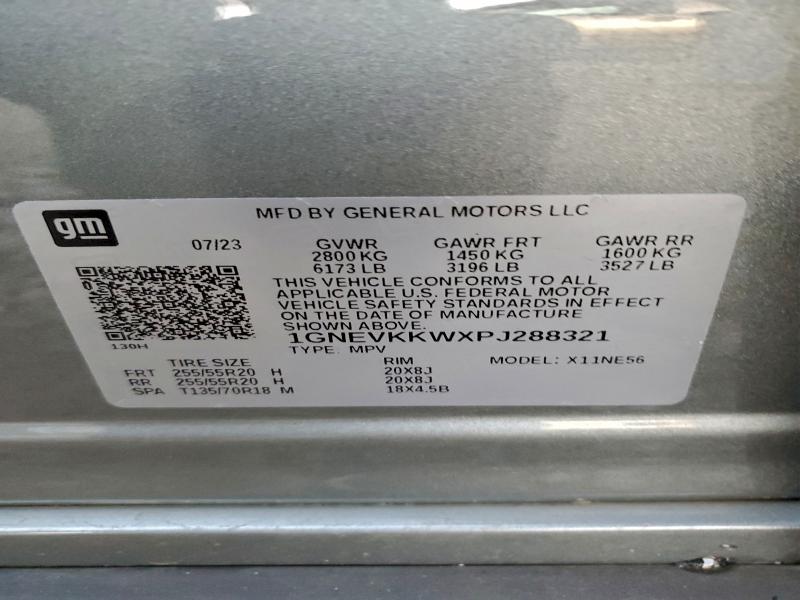 gm
MFD BY GENERAL MOTORS LLC
07/23 GVWR GAWR FRT GAWR RR
2800 KG 1450 KG 1600 KG
6173 LB 3196 LB 3527 LB
THIS VEHICLE CONFORMS TO ALL
APPLICABLE U.S. FEDERAL MOTOR
VEHICLE SAFETY STANDARDS IN EFFECT
ON THE DATE OF MANUFACTURE
SHOWN ABOVE.
1GNEVKKWXPJ288321
130H
TYPE: MPV MODEL: X11NE56
TIRE SIZE RIM
FRT 255/55R20 H 20X8J
RR 255/55R20 H 20X8J
SPA T135/70R18 M 18X4.5B